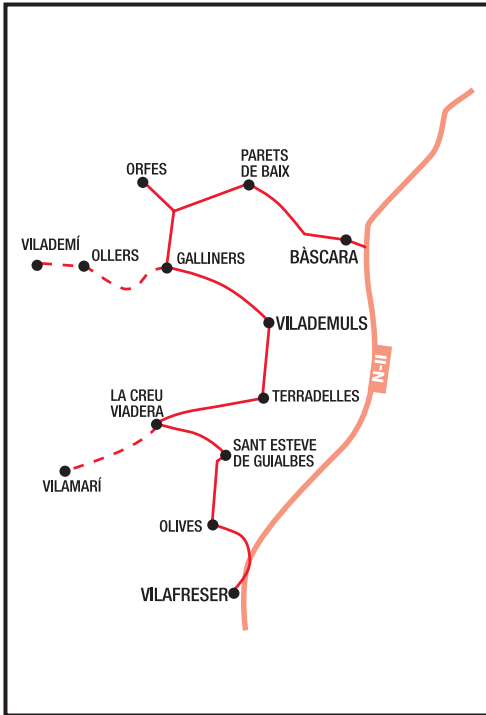 PARETS
DE BAIX
ORFES
BÀSCARA
VILADEMÍ
OLLERS
GALLINERS
VILADEMULS
N-II
LA CREU
VIADERA
TERRADELLES
SANT ESTEVE
DE GUIALBES
VILAMARÍ
OLIVES
VILAFRESER